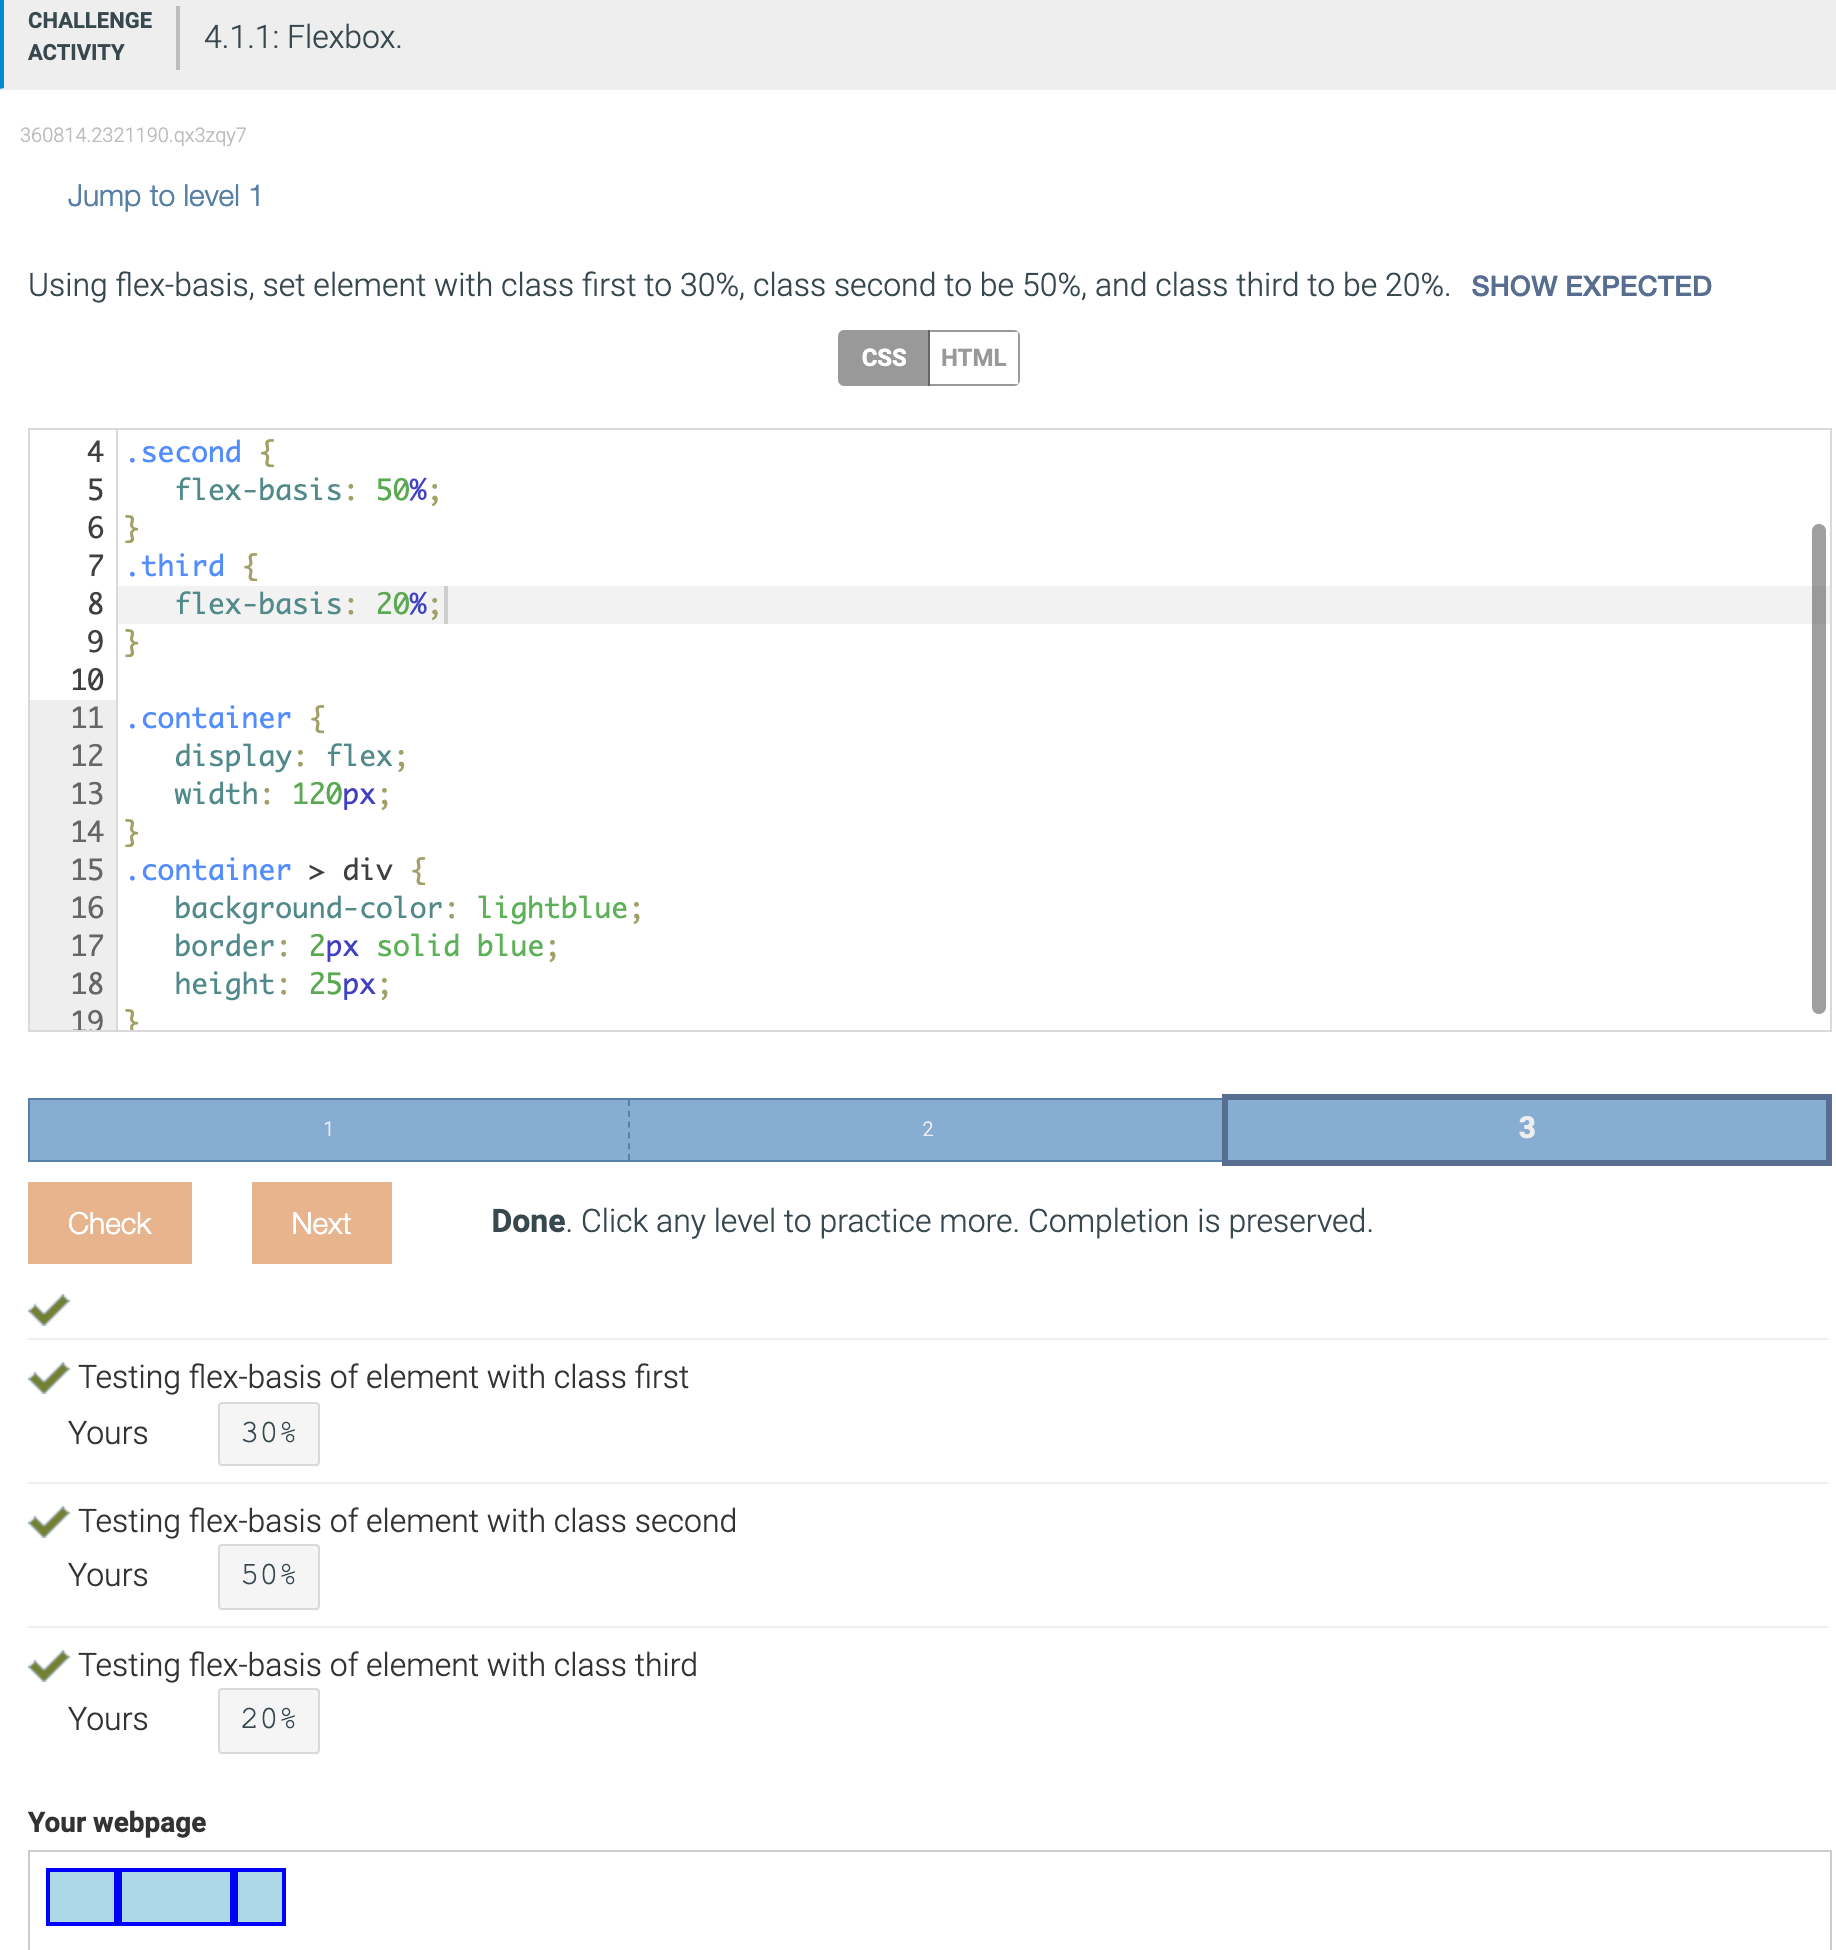 CHALLENGE
ACTIVITY
4.1.1: Flexbox.
360814.2321190.qx3zqy7
Jump to level 1
Using flex-basis, set element with class first to 30%, class second to be 50%, and class third to be 20%. SHOW EXPECTED
CSS HTML
4 .second {
5    flex-basis: 50%;
6 }
7 .third {
8    flex-basis: 20%;
9 }
10
11 .container {
12    display: flex;
13    width: 120px;
14 }
15 .container > div {
16    background-color: lightblue;
17    border: 2px solid blue;
18    height: 25px;
19 }
1 2 3
Check Next Done. Click any level to practice more. Completion is preserved.
Testing flex-basis of element with class first
Yours 30%
Testing flex-basis of element with class second
Yours 50%
Testing flex-basis of element with class third
Yours 20%
Your webpage